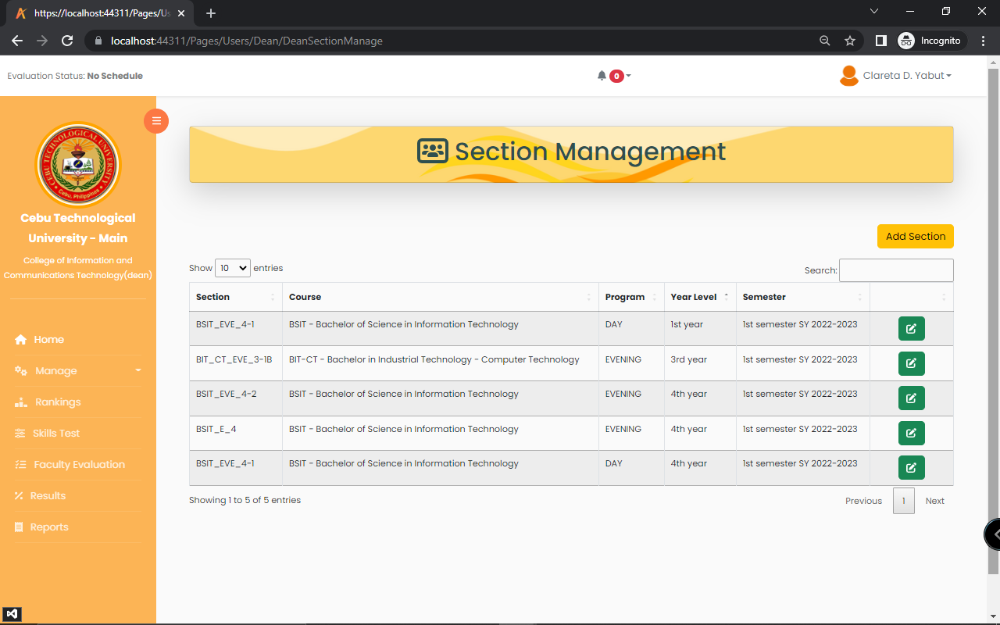 https://localhost:44311/Pages/Us
localhost:44311/Pages/Users/Dean/DeanSectionManage
Incognito
Evaluation Status: No Schedule
0
Clareta D. Yabut
CEBU TECHNOLOGICAL UNIVERSITY
Cebu, Philippines
Cebu Technological
University - Main
College of Information and
Communications Technology(dean)
Home
Manage
Rankings
Skills Test
Faculty Evaluation
Results
Reports
Section Management
Add Section
Show 10 entries
Search:
Section Course Program Year Level Semester
BSIT_EVE_4-1 BSIT - Bachelor of Science in Information Technology DAY 1st year 1st semester SY 2022-2023
BIT_CT_EVE_3-1B BIT-CT - Bachelor in Industrial Technology - Computer Technology EVENING 3rd year 1st semester SY 2022-2023
BSIT_EVE_4-2 BSIT - Bachelor of Science in Information Technology EVENING 4th year 1st semester SY 2022-2023
BSIT_E_4 BSIT - Bachelor of Science in Information Technology EVENING 4th year 1st semester SY 2022-2023
BSIT_EVE_4-1 BSIT - Bachelor of Science in Information Technology DAY 4th year 1st semester SY 2022-2023
Showing 1 to 5 of 5 entries
Previous 1 Next